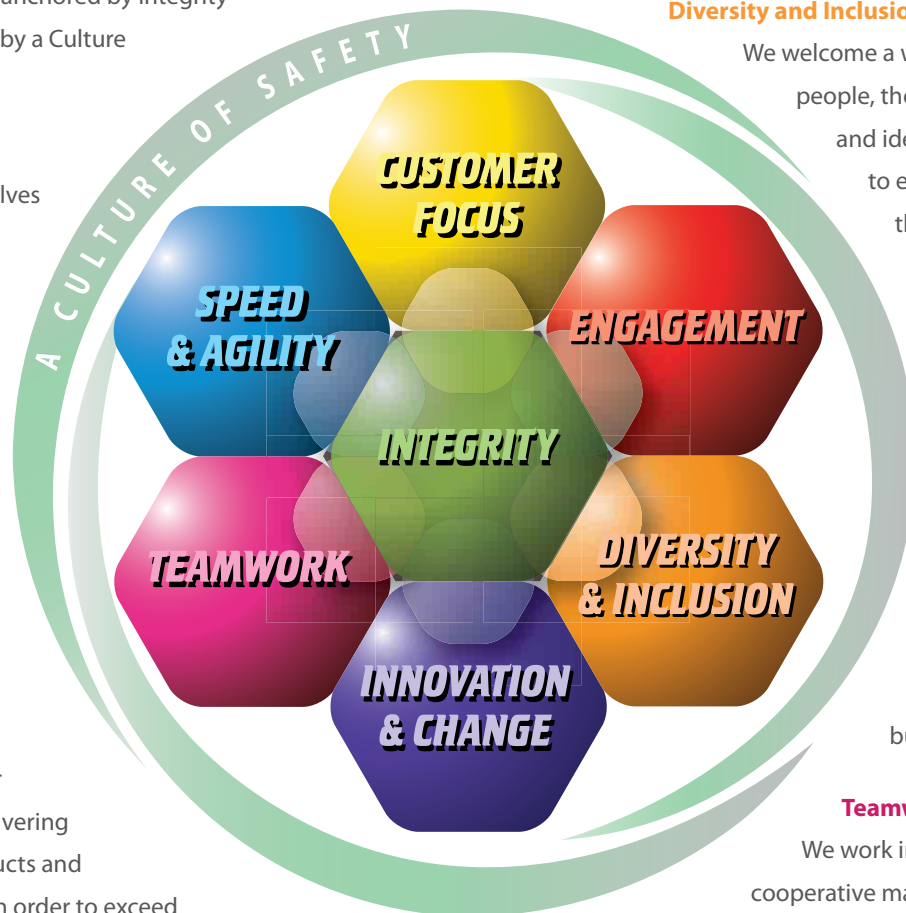 anchored by Integrity
by a Culture
lves
vering
ucts and
n order to exceed
A CULTURE OF SAFETY
CUSTOMER
FOCUS
SPEED
& AGILITY
ENGAGEMENT
INTEGRITY
TEAMWORK
DIVERSITY
& INCLUSION
INNOVATION
& CHANGE
Diversity and Inclusio
We welcome a w
people, the
and ide
to e
th
bu
Teamw
We work i
cooperative ma